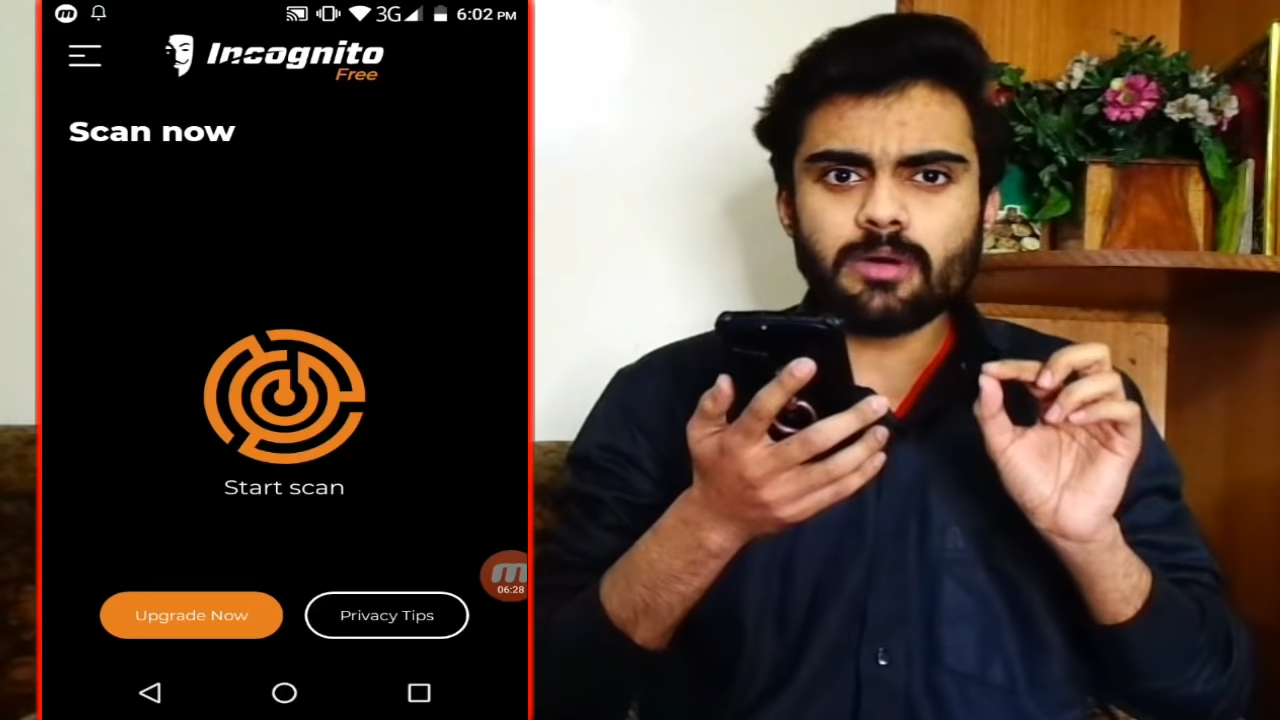 3G 6:02 PM
Incognito
Free
Scan now
Start scan
06:28
Upgrade Now
Privacy Tips